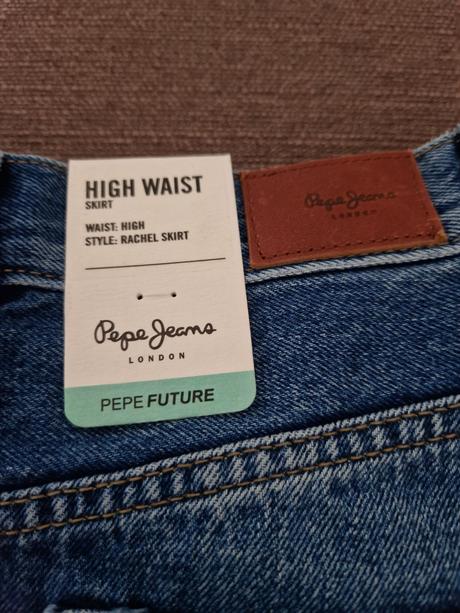 HIGH WAIST
SKIRT
WAIST: HIGH
STYLE: RACHEL SKIRT
Pepe Jeans
LONDON
PEPE FUTURE
Pepe Jeans
LONDON